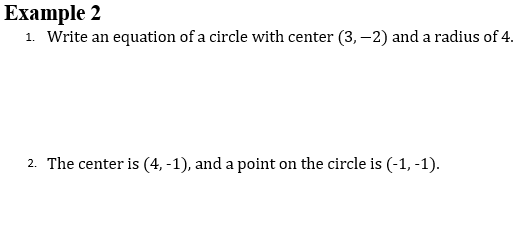 Example 2
1. Write an equation of a circle with center (3, −2) and a radius of 4.
2. The center is (4, -1), and a point on the circle is (-1, -1).